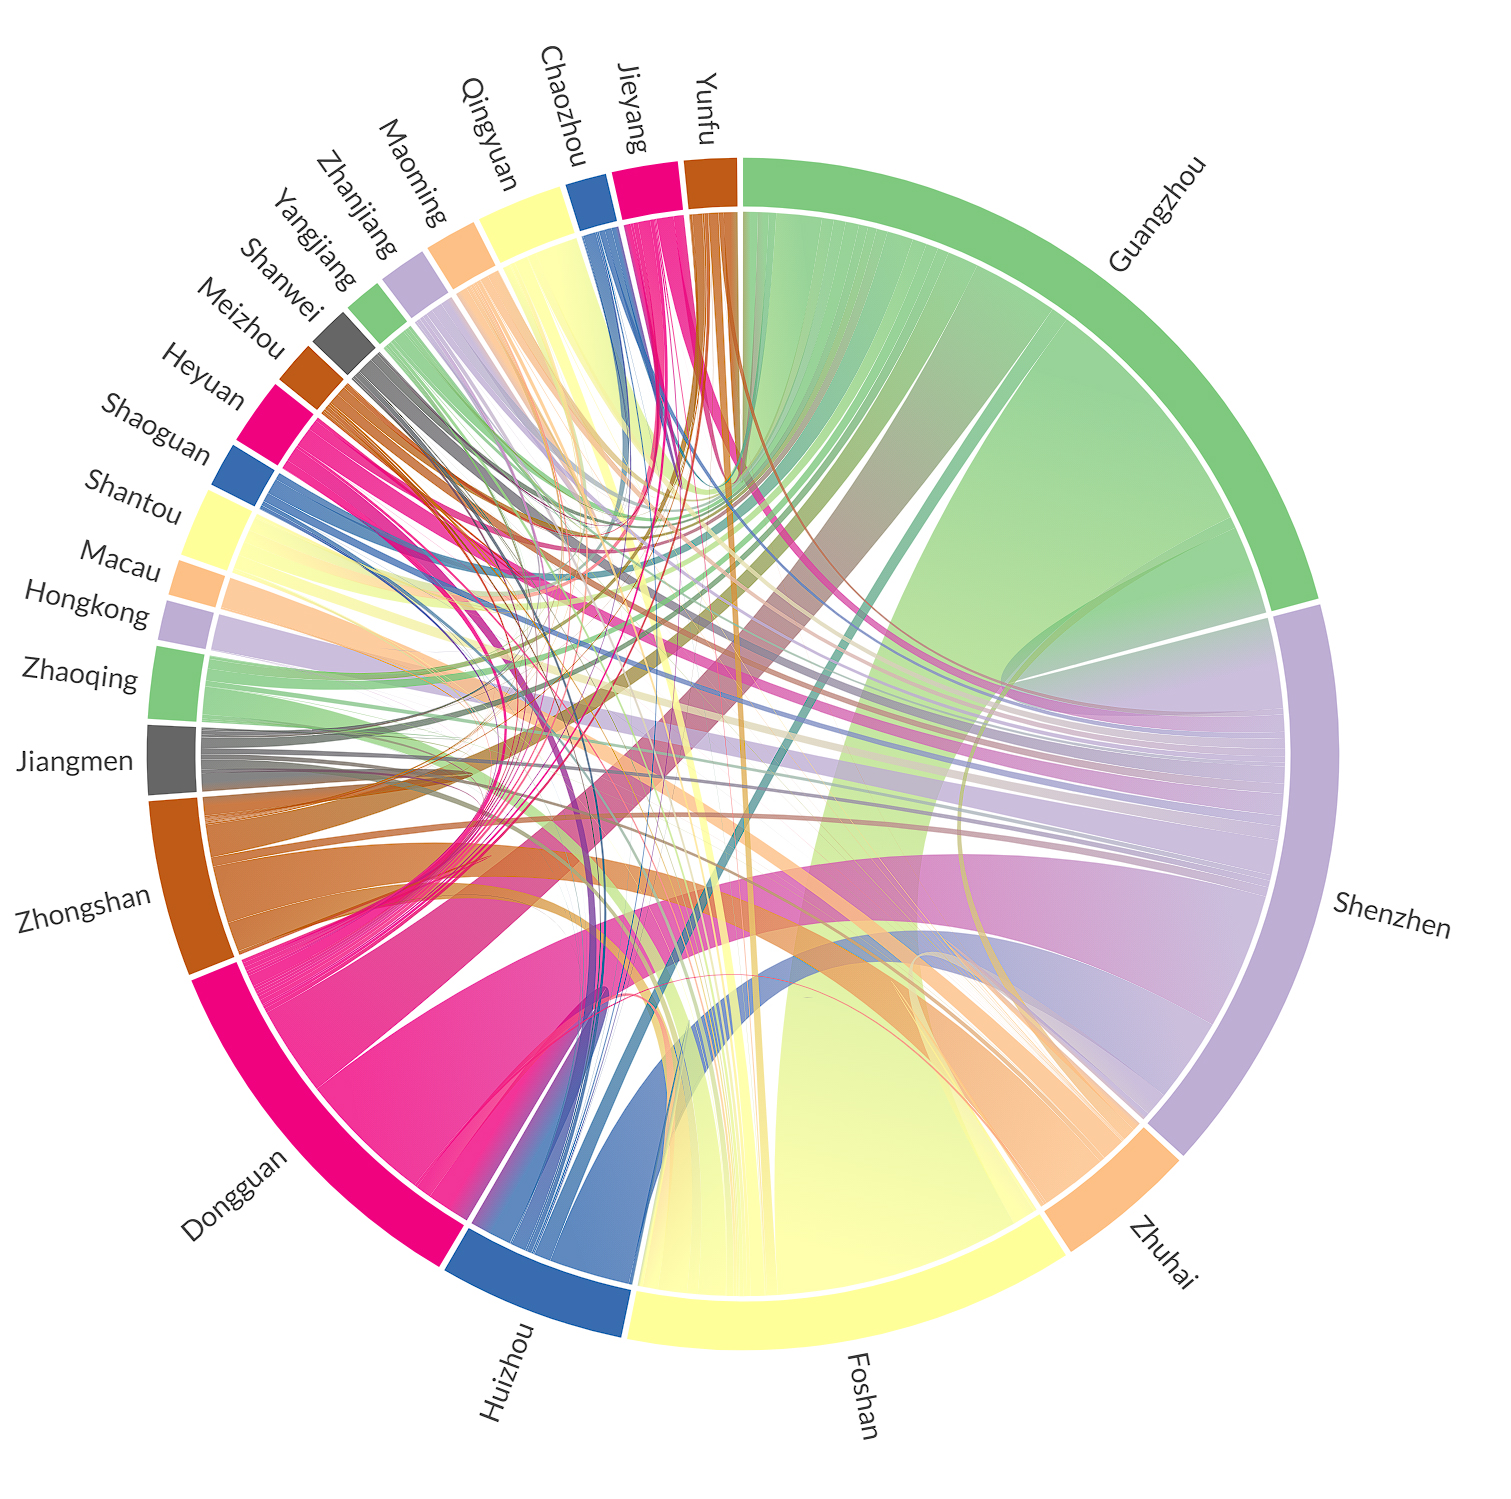 Guangzhou
Shenzhen
Zhuhai
Foshan
Huizhou
Dongguan
Zhongshan
Jiangmen
Zhaoqing
Hongkong
Macau
Shantou
Shaoguan
Heyuan
Meizhou
Shanwei
Yangjiang
Zhanjiang
Maoming
Qingyuan
Chaozhou
Jieyang
Yunfu